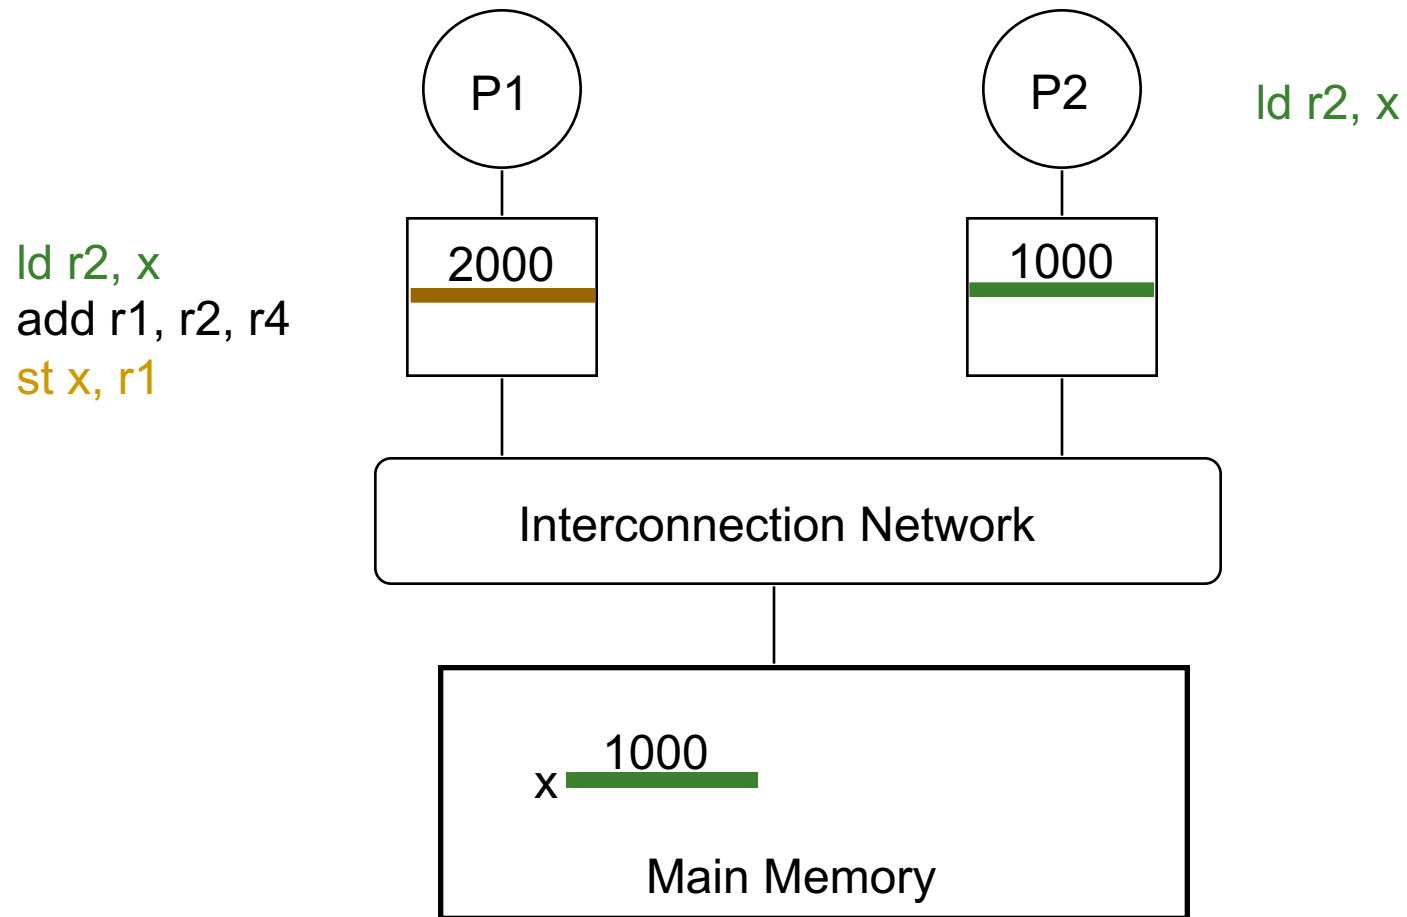 P1
P2
ld r2, x
2000
1000
ld r2, x
add r1, r2, r4
st x, r1
Interconnection Network
1000
x
Main Memory